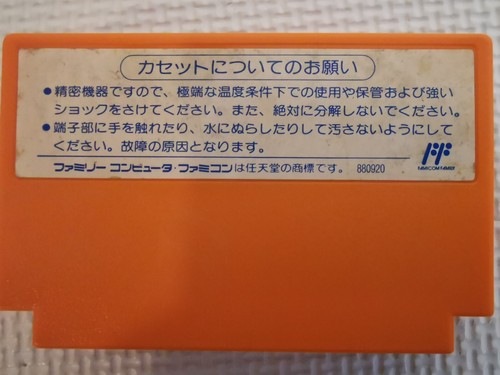 カセットについてのお願い
●精密機器ですので、極端な温度条件下での使用や保管および強い
ショックをさけてください。また、絶対に分解しないでください。
●端子部に手を触れたり、水にぬらしたりして汚さないようにして
ください。故障の原因となります。
ファミリーコンピュータ・ファミコンは任天堂の商標です。 880920